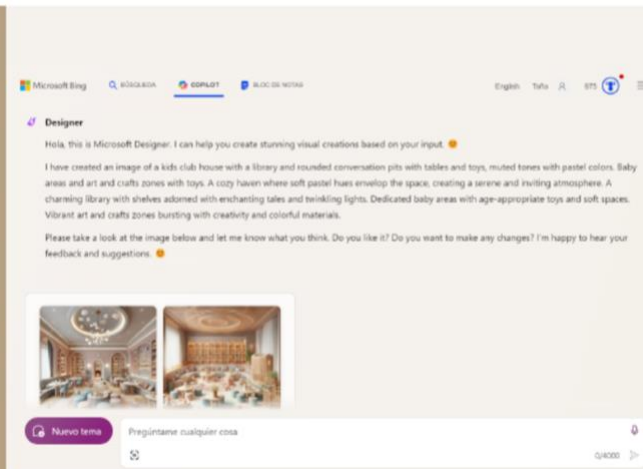 Microsoft Bing BÚSQUEDA COPILOT BLOC DE NOTAS English Toña 875
Designer
Hola, this is Microsoft Designer. I can help you create stunning visual creations based on your input.
I have created an image of a kids club house with a library and rounded conversation pits with tables and toys, muted tones with pastel colors. Baby
areas and art and crafts zones with toys. A cozy haven where soft pastel hues envelop the space, creating a serene and inviting atmosphere. A
charming library with shelves adorned with enchanting tales and twinkling lights. Dedicated baby areas with age-appropriate toys and soft spaces.
Vibrant art and crafts zones bursting with creativity and colorful materials.
Please take a look at the image below and let me know what you think. Do you like it? Do you want to make any changes? I'm happy to hear your
feedback and suggestions.
Nuevo tema
Pregúntame cualquier cosa
0/4000